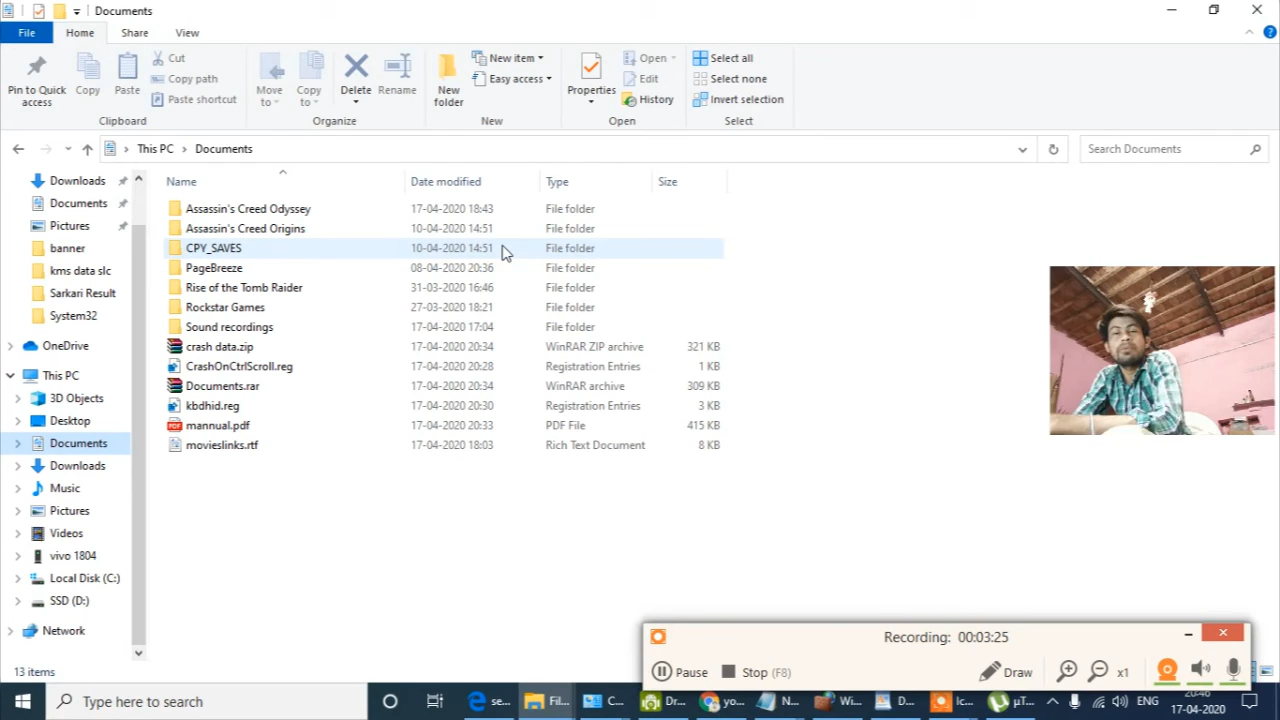 Documents
File
Home
Share
View
Pin to Quick access
Copy
Paste
Cut
Copy path
Paste shortcut
Clipboard
Move to
Copy to
Delete
Rename
Organize
New folder
New item
Easy access
New
Properties
Open
Edit
History
Open
Select all
Select none
Invert selection
Select
This PC > Documents
Search Documents
Downloads
Documents
Pictures
banner
kms data slc
Sarkari Result
System32
OneDrive
This PC
3D Objects
Desktop
Documents
Downloads
Music
Pictures
Videos
vivo 1804
Local Disk (C:)
SSD (D:)
Network
Name Date modified Type Size
Assassin's Creed Odyssey 17-04-2020 18:43 File folder
Assassin's Creed Origins 10-04-2020 14:51 File folder
CPY_SAVES 10-04-2020 14:51 File folder
PageBreeze 08-04-2020 20:36 File folder
Rise of the Tomb Raider 31-03-2020 16:46 File folder
Rockstar Games 27-03-2020 18:21 File folder
Sound recordings 17-04-2020 17:04 File folder
crash data.zip 17-04-2020 20:34 WinRAR ZIP archive 321 KB
CrashOnCtrlScroll.reg 17-04-2020 20:28 Registration Entries 1 KB
Documents.rar 17-04-2020 20:34 WinRAR archive 309 KB
kbdhid.reg 17-04-2020 20:30 Registration Entries 3 KB
mannual.pdf 17-04-2020 20:33 PDF File 415 KB
movieslinks.rtf 17-04-2020 18:03 Rich Text Document 8 KB
13 items
Recording: 00:03:25
Pause
Stop (F8)
Draw
x1
Type here to search
se...
Fil...
C...
Dr...
yo...
N...
Wi...
D...
Ic...
µT...
ENG
20:46
17-04-2020